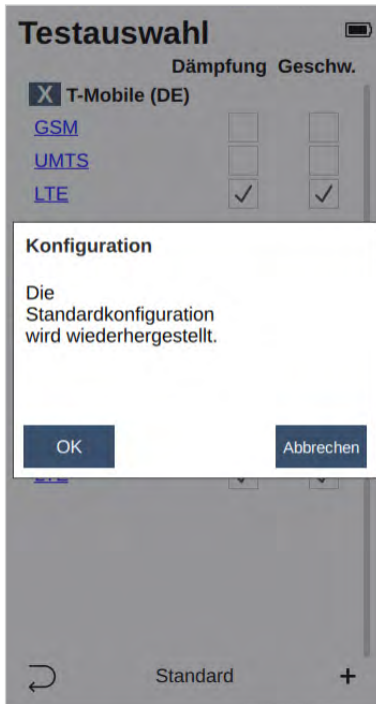 Testauswahl
Dämpfung Geschw.
X T-Mobile (DE)
GSM
UMTS
LTE
Konfiguration
Die
Standardkonfiguration
wird wiederhergestellt.
OK Abbrechen
Standard +